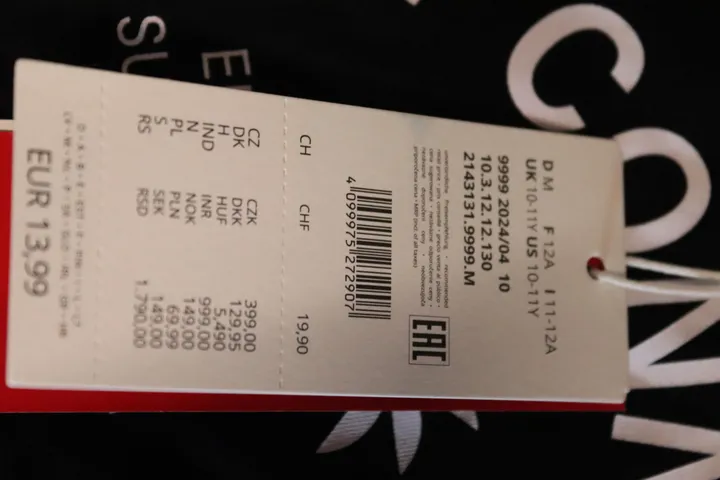 D M F 12A I 11-12A
UK 10-11Y US 10-11Y
9999 2024/04 10
10.3.12.12.130
2143131.9999.M
EAC
4 099975 272907
CH CHF 19,90
CZ CZK 399,00
DK DKK 129,95
H HUF 5,490
IND INR 999,00
N NOK 149,00
PL PLN 69,99
S SEK 149,00
RS RSD 1.790,00
EUR 13,99
CONN
SU